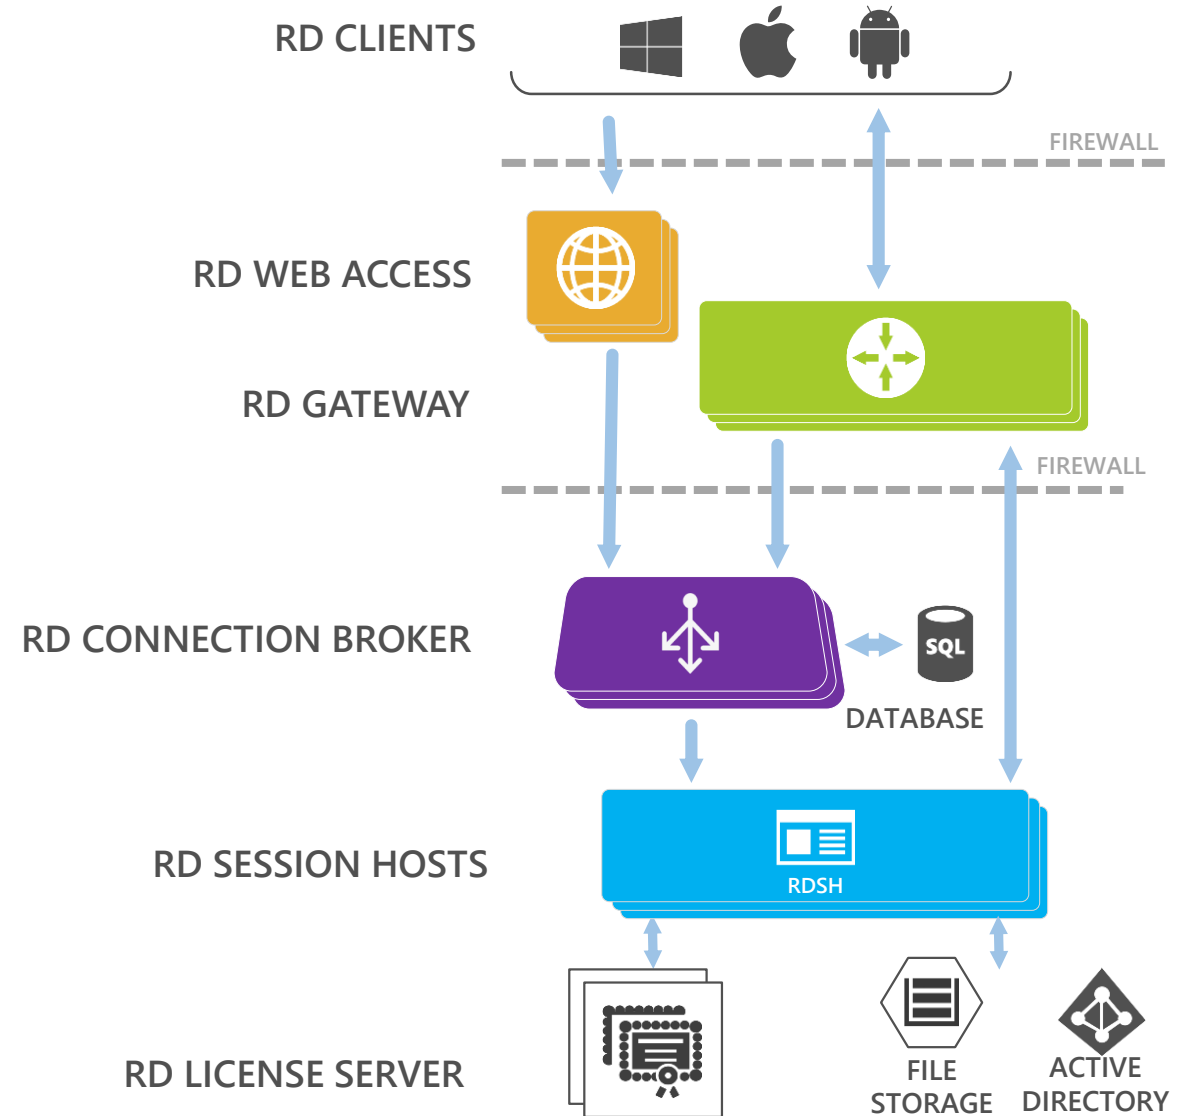 RD CLIENTS
FIREWALL
RD WEB ACCESS
RD GATEWAY
FIREWALL
RD CONNECTION BROKER
SQL
DATABASE
RD SESSION HOSTS
RDSH
RD LICENSE SERVER
FILE
STORAGE
ACTIVE
DIRECTORY